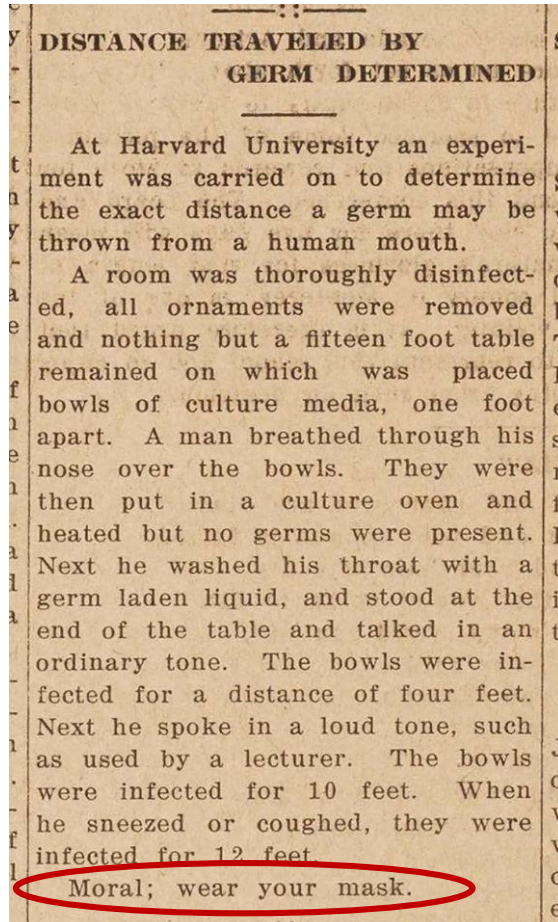 DISTANCE TRAVELED BY
GERM DETERMINED
At Harvard University an experi-
ment was carried on to determine
the exact distance a germ may be
thrown from a human mouth.
A room was thoroughly disinfect-
ed, all ornaments were removed
and nothing but a fifteen foot table
remained on which was placed
bowls of culture media, one foot
apart. A man breathed through his
nose over the bowls. They were
then put in a culture oven and
heated but no germs were present.
Next he washed his throat with a
germ laden liquid, and stood at the
end of the table and talked in an
ordinary tone. The bowls were in-
fected for a distance of four feet.
Next he spoke in a loud tone, such
as used by a lecturer. The bowls
were infected for 10 feet. When
he sneezed or coughed, they were
infected for 12 feet.
Moral; wear your mask.